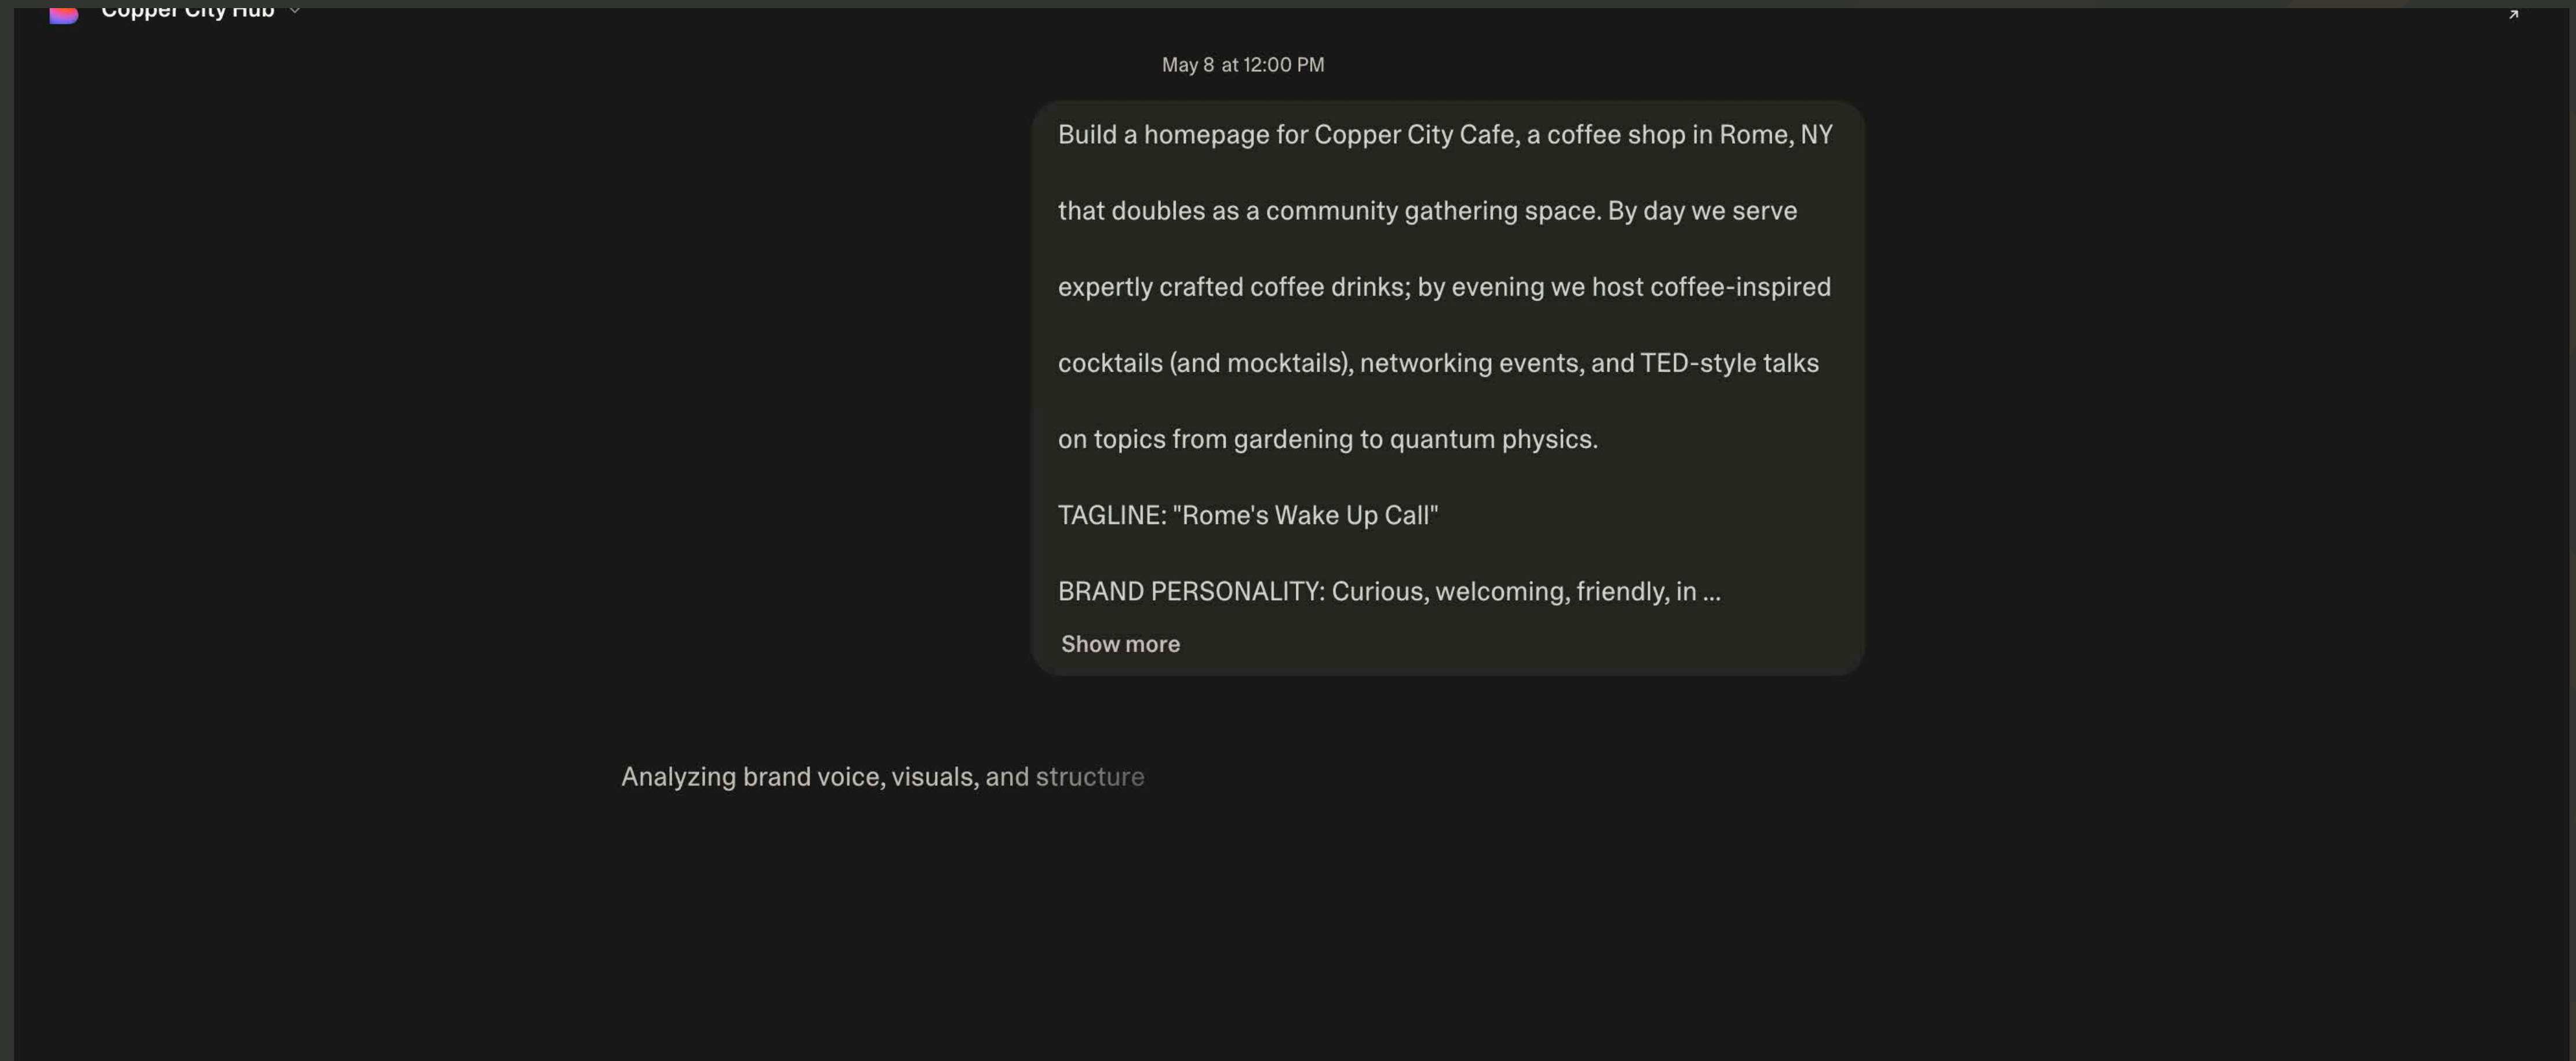 Copper City Hub
May 8 at 12:00 PM
Build a homepage for Copper City Cafe, a coffee shop in Rome, NY
that doubles as a community gathering space. By day we serve
expertly crafted coffee drinks; by evening we host coffee-inspired
cocktails (and mocktails), networking events, and TED-style talks
on topics from gardening to quantum physics.
TAGLINE: "Rome's Wake Up Call"
BRAND PERSONALITY: Curious, welcoming, friendly, in ...
Show more
Analyzing brand voice, visuals, and structure